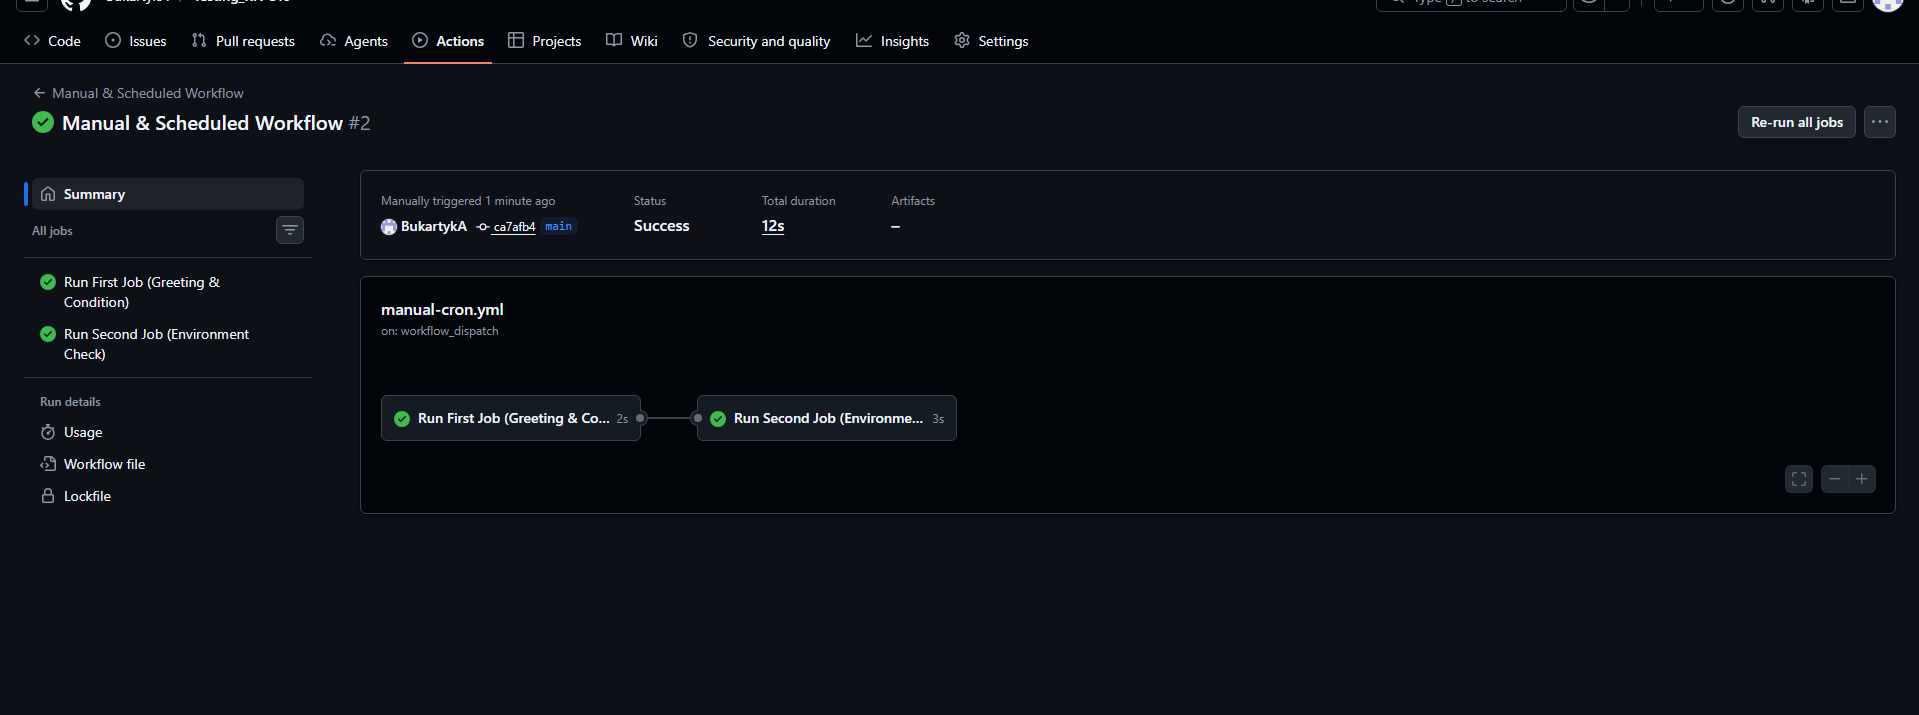 Code
Issues
Pull requests
Agents
Actions
Projects
Wiki
Security and quality
Insights
Settings
Manual & Scheduled Workflow
Manual & Scheduled Workflow #2
Re-run all jobs
Summary
All jobs
Run First Job (Greeting &
Condition)
Run Second Job (Environment
Check)
Run details
Usage
Workflow file
Lockfile
Manually triggered 1 minute ago
BukartykA ca7afb4 main
Status
Success
Total duration
12s
Artifacts
–
manual-cron.yml
on: workflow_dispatch
Run First Job (Greeting & Co... 2s
Run Second Job (Environme... 3s